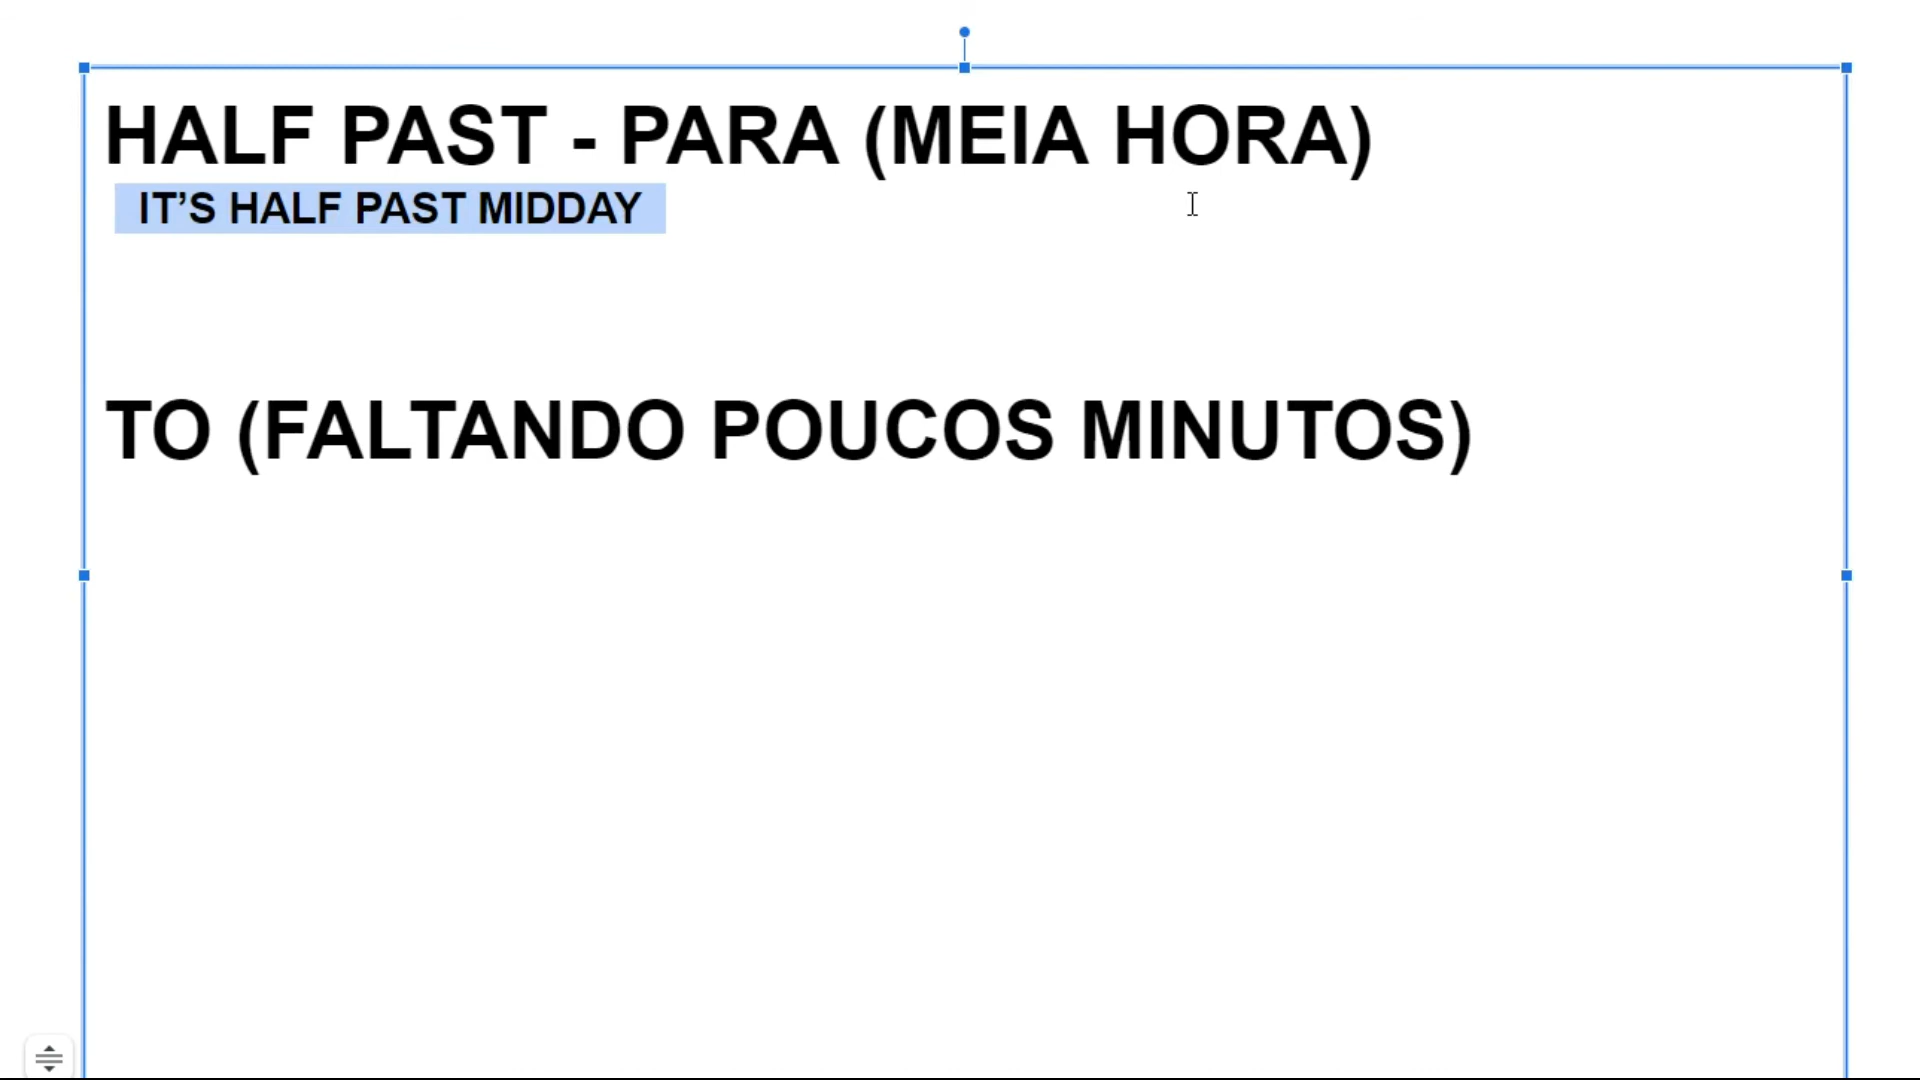 HALF PAST - PARA (MEIA HORA)
IT’S HALF PAST MIDDAY
TO (FALTANDO POUCOS MINUTOS)